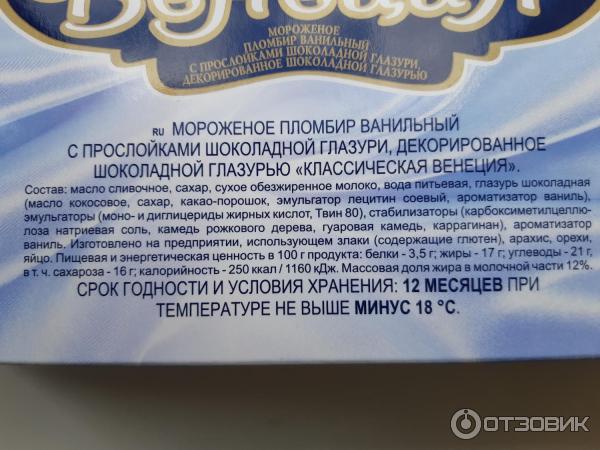 Венеция
МОРОЖЕНОЕ
ПЛОМБИР ВАНИЛЬНЫЙ
С ПРОСЛОЙКАМИ ШОКОЛАДНОЙ ГЛАЗУРИ,
ДЕКОРИРОВАННОЕ ШОКОЛАДНОЙ ГЛАЗУРЬЮ
RU МОРОЖЕНОЕ ПЛОМБИР ВАНИЛЬНЫЙ
С ПРОСЛОЙКАМИ ШОКОЛАДНОЙ ГЛАЗУРИ, ДЕКОРИРОВАННОЕ
ШОКОЛАДНОЙ ГЛАЗУРЬЮ «КЛАССИЧЕСКАЯ ВЕНЕЦИЯ».
Состав: масло сливочное, сахар, сухое обезжиренное молоко, вода питьевая, глазурь шоколадная
(масло кокосовое, сахар, какао-порошок, эмульгатор лецитин соевый, ароматизатор ваниль),
эмульгаторы (моно- и диглицериды жирных кислот, Твин 80), стабилизаторы (карбоксиметилцеллю-
лоза натриевая соль, камедь рожкового дерева, гуаровая камедь, каррагинан), ароматизатор
ваниль. Изготовлено на предприятии, использующем злаки (содержащие глютен), арахис, орехи,
яйцо. Пищевая и энергетическая ценность в 100 г продукта: белки - 3,5 г; жиры - 17 г; углеводы - 21 г,
в т. ч. сахароза - 16 г; калорийность - 250 ккал / 1160 кДж. Массовая доля жира в молочной части 12%.
СРОК ГОДНОСТИ И УСЛОВИЯ ХРАНЕНИЯ: 12 МЕСЯЦЕВ ПРИ
ТЕМПЕРАТУРЕ НЕ ВЫШЕ МИНУС 18 °С.
ОТЗОВИК